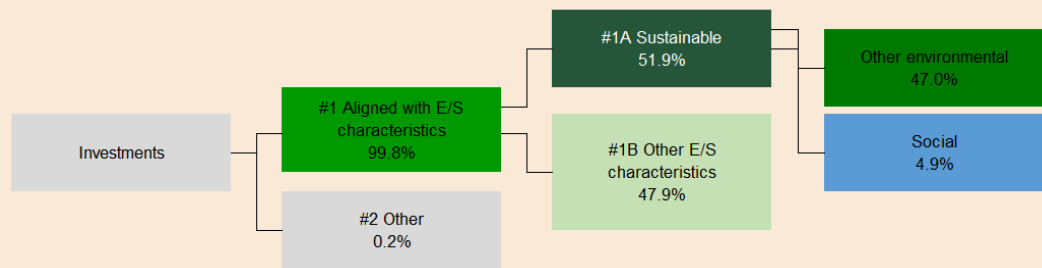 Investments
#1 Aligned with E/S
characteristics
99.8%
#2 Other
0.2%
#1A Sustainable
51.9%
#1B Other E/S
characteristics
47.9%
Other environmental
47.0%
Social
4.9%